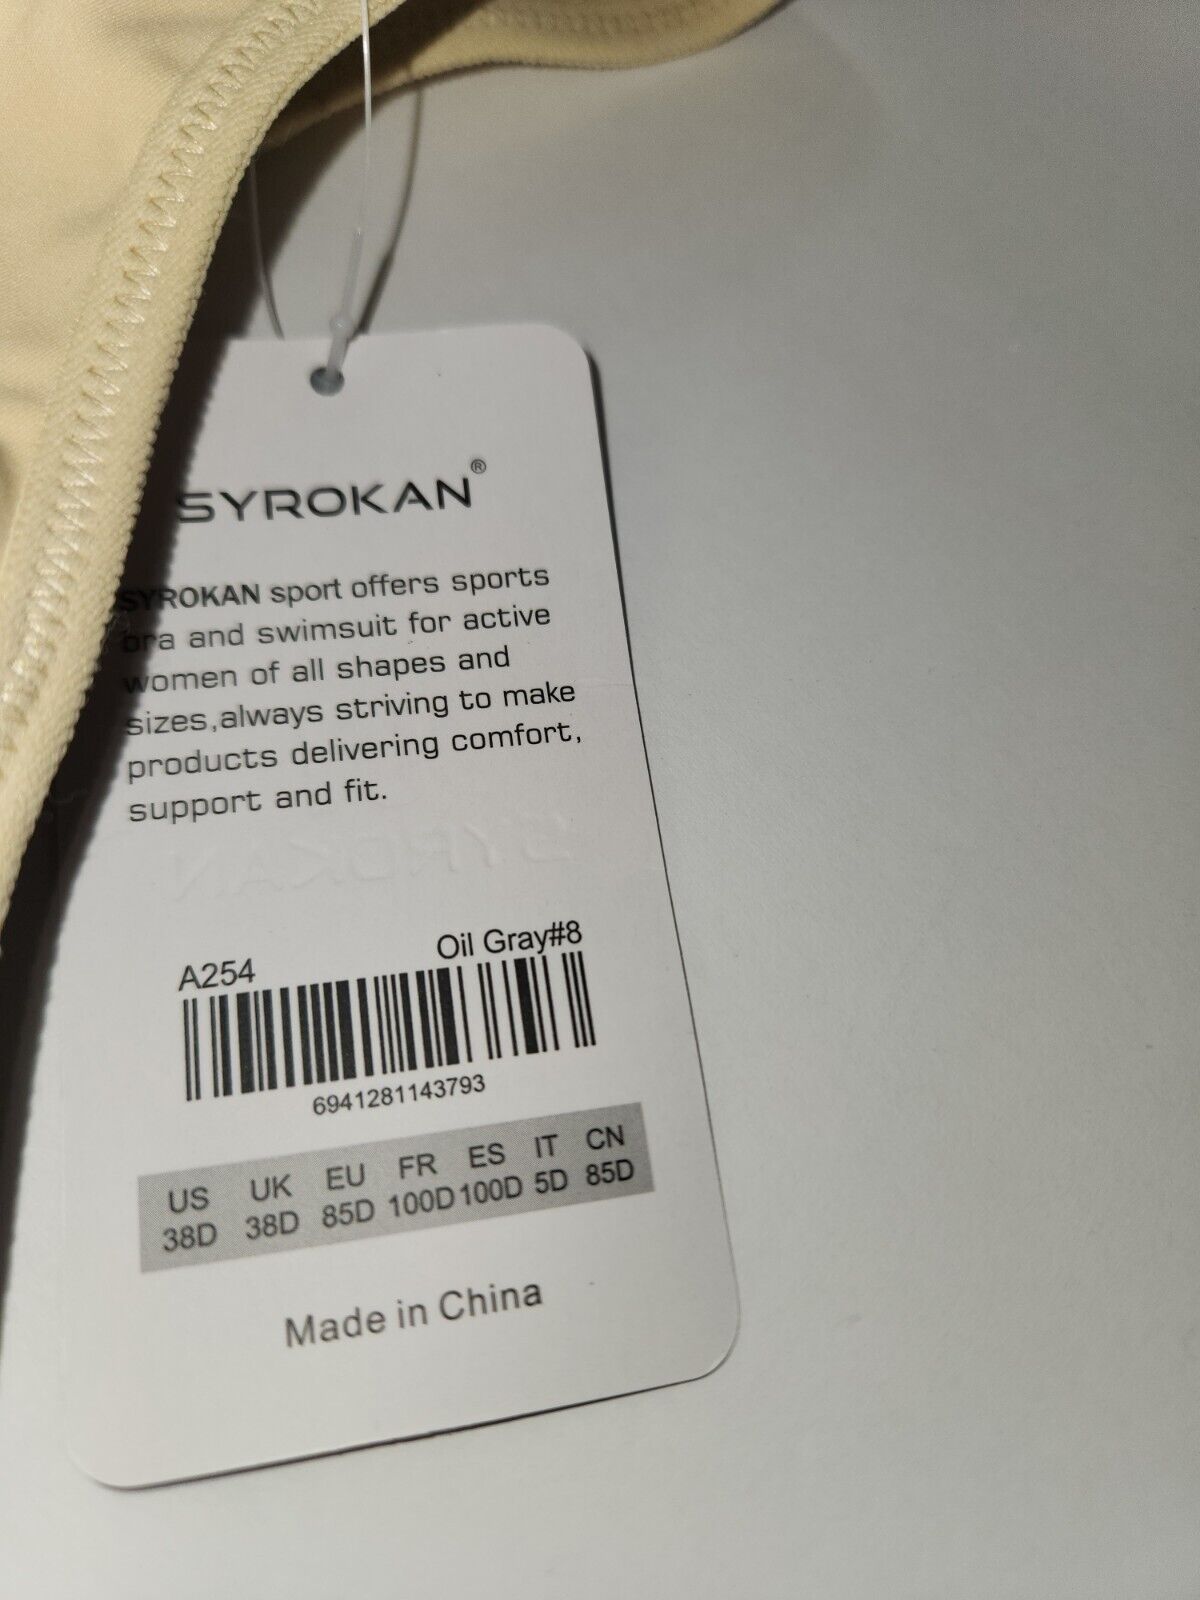 SYROKAN®
SYROKAN sport offers sports
bra and swimsuit for active
women of all shapes and
sizes,always striving to make
products delivering comfort,
support and fit.
SYROKAN
A254 Oil Gray#8
6941281143793
US UK EU FR ES IT CN
38D 38D 85D 100D 100D 5D 85D
Made in China